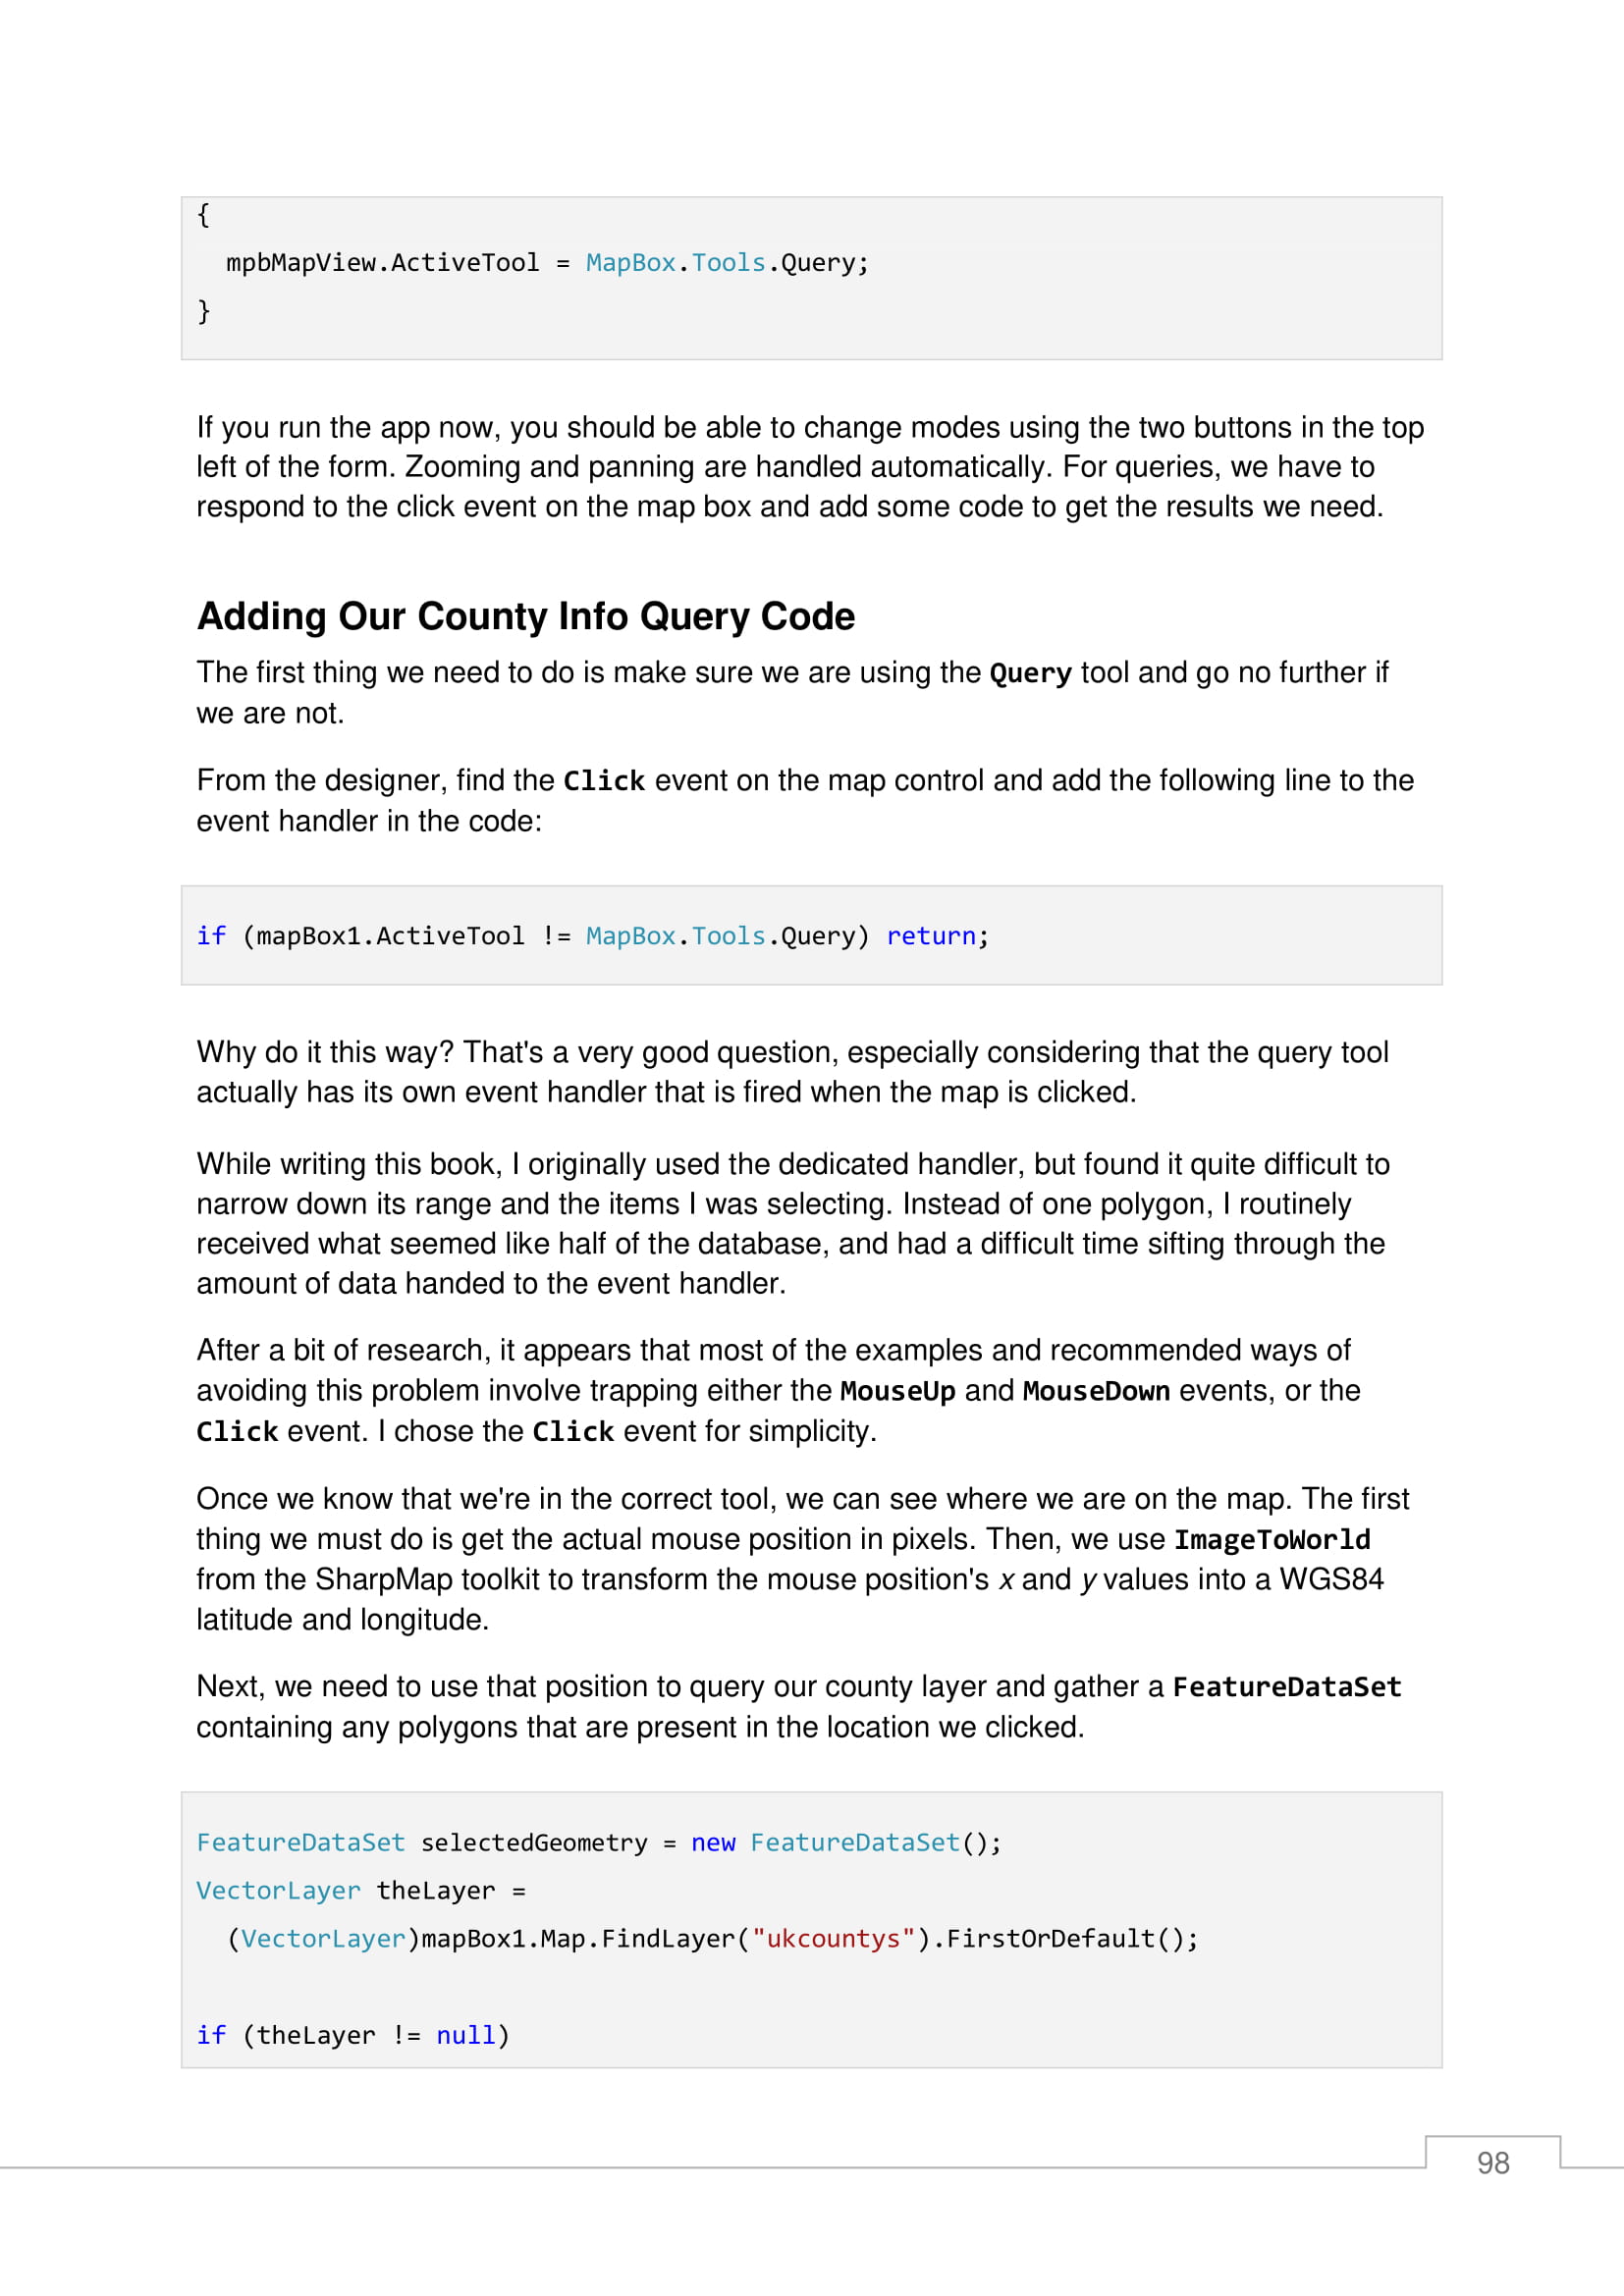 {
mpbMapView.ActiveTool = MapBox.Tools.Query;
}
If you run the app now, you should be able to change modes using the two buttons in the top
left of the form. Zooming and panning are handled automatically. For queries, we have to
respond to the click event on the map box and add some code to get the results we need.
Adding Our County Info Query Code
The first thing we need to do is make sure we are using the Query tool and go no further if
we are not.
From the designer, find the Click event on the map control and add the following line to the
event handler in the code:
if (mapBox1.ActiveTool != MapBox.Tools.Query) return;
Why do it this way? That's a very good question, especially considering that the query tool
actually has its own event handler that is fired when the map is clicked.
While writing this book, I originally used the dedicated handler, but found it quite difficult to
narrow down its range and the items I was selecting. Instead of one polygon, I routinely
received what seemed like half of the database, and had a difficult time sifting through the
amount of data handed to the event handler.
After a bit of research, it appears that most of the examples and recommended ways of
avoiding this problem involve trapping either the MouseUp and MouseDown events, or the
Click event. I chose the Click event for simplicity.
Once we know that we're in the correct tool, we can see where we are on the map. The first
thing we must do is get the actual mouse position in pixels. Then, we use ImageToWorld
from the SharpMap toolkit to transform the mouse position's x and y values into a WGS84
latitude and longitude.
Next, we need to use that position to query our county layer and gather a FeatureDataSet
containing any polygons that are present in the location we clicked.
FeatureDataSet selectedGeometry = new FeatureDataSet();
VectorLayer theLayer =
(VectorLayer)mapBox1.Map.FindLayer("ukcountys").FirstOrDefault();
if (theLayer != null)
98